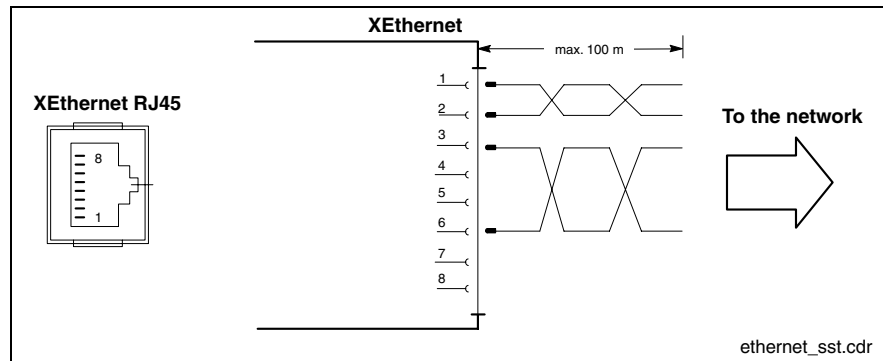 XEthernet
max. 100 m
XEthernet RJ45
8
1
1
2
3
4
5
6
7
8
To the network
ethernet_sst.cdr